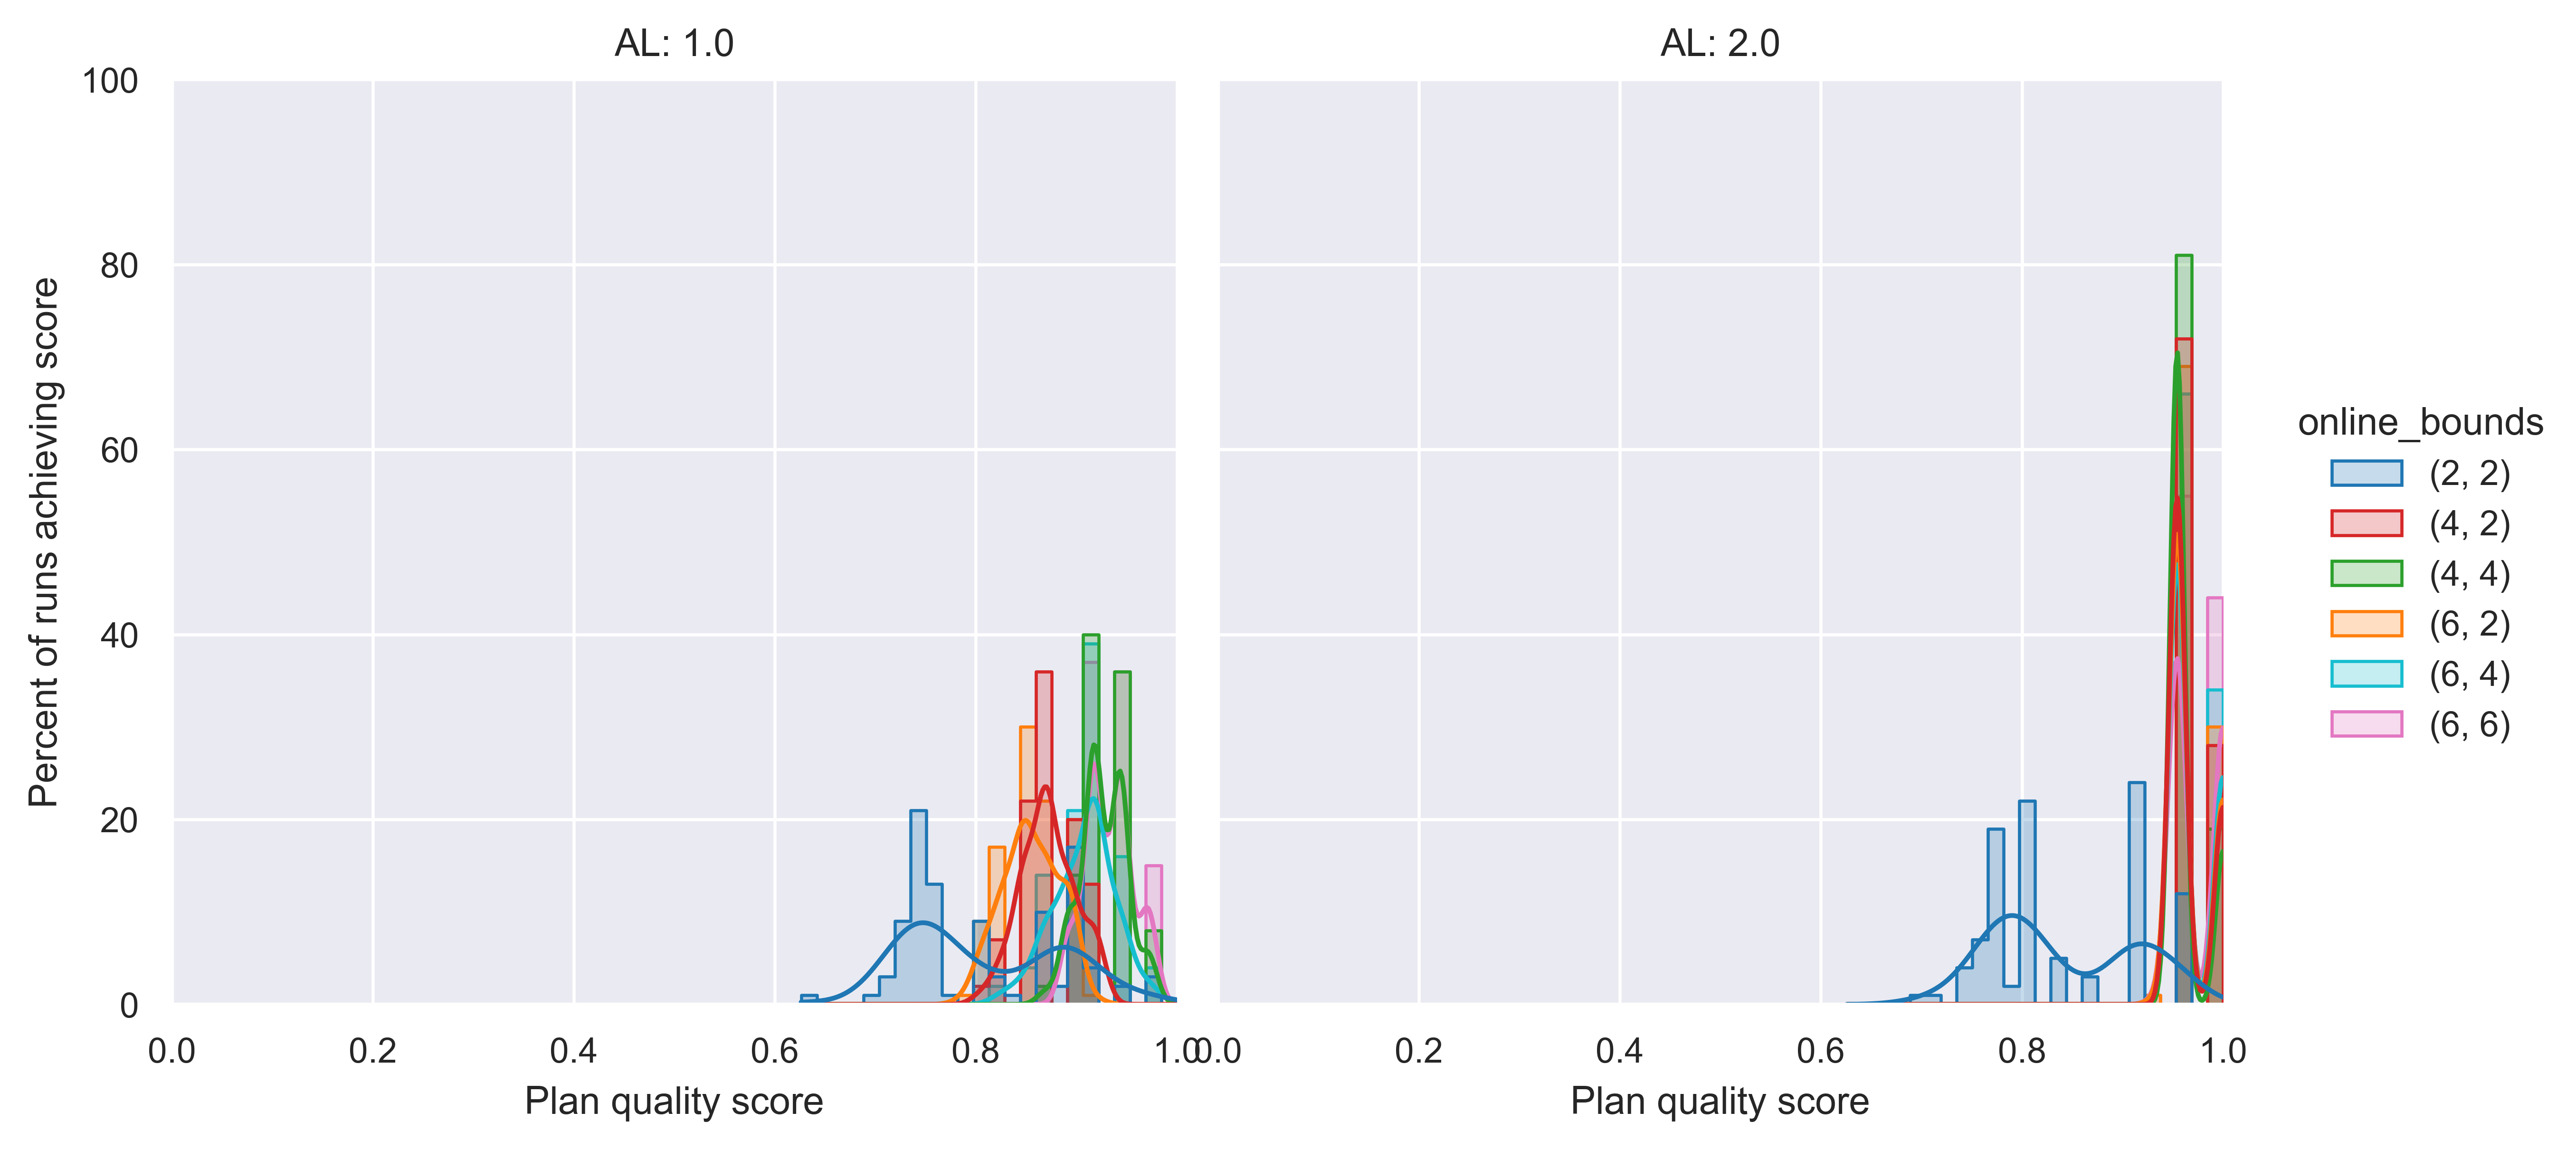 AL: 1.0
AL: 2.0
Percent of runs achieving score
100
80
60
40
20
0
0.0 0.2 0.4 0.6 0.8 1.0
0.0 0.2 0.4 0.6 0.8 1.0
Plan quality score
Plan quality score
online_bounds
(2, 2)
(4, 2)
(4, 4)
(6, 2)
(6, 4)
(6, 6)